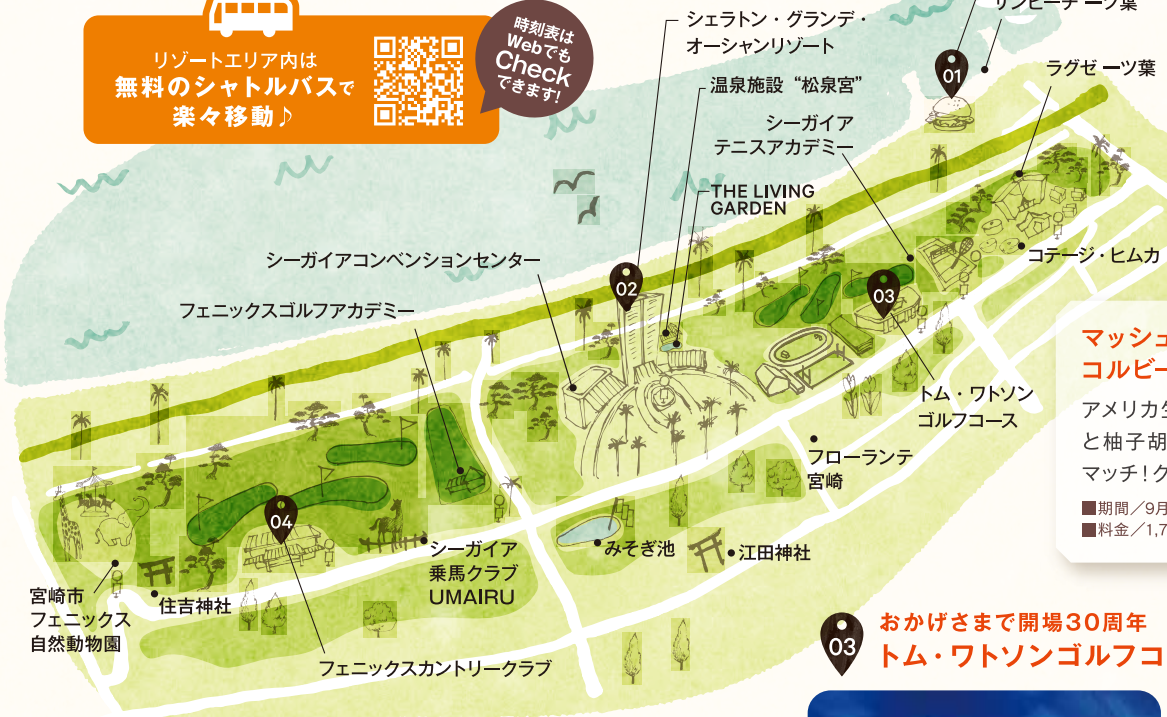 リゾートエリア内は
無料のシャトルバスで
楽々移動♪
時刻表は
Webでも
Check
できます!
シェラトン・グランデ・
オーシャンリゾート
サンビーチ一ツ葉
01
ラグゼ一ツ葉
温泉施設 “松泉宮”
シーガイア
テニスアカデミー
THE LIVING
GARDEN
コテージ・ヒムカ
シーガイアコンベンションセンター
02
03
フェニックスゴルフアカデミー
トム・ワトソン
ゴルフコース
フローランテ
宮崎
04
シーガイア
乗馬クラブ
UMAIRU
みそぎ池
江田神社
宮崎市
フェニックス
自然動物園
住吉神社
フェニックスカントリークラブ
マッシュ
コルビー
アメリカ
と柚子胡
マッチ!ク
■期間/9月
■料金/1,7
03
おかげさまで開場30周年
トム・ワトソンゴルフコ